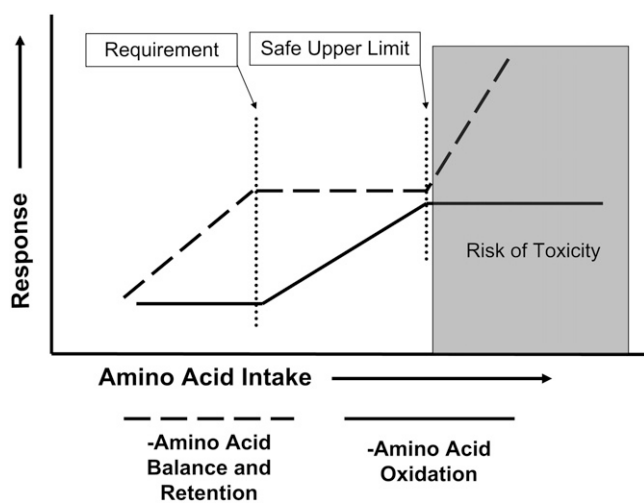 Requirement
Safe Upper Limit
Response
Risk of Toxicity
Amino Acid Intake
-Amino Acid
Balance and
Retention
-Amino Acid
Oxidation